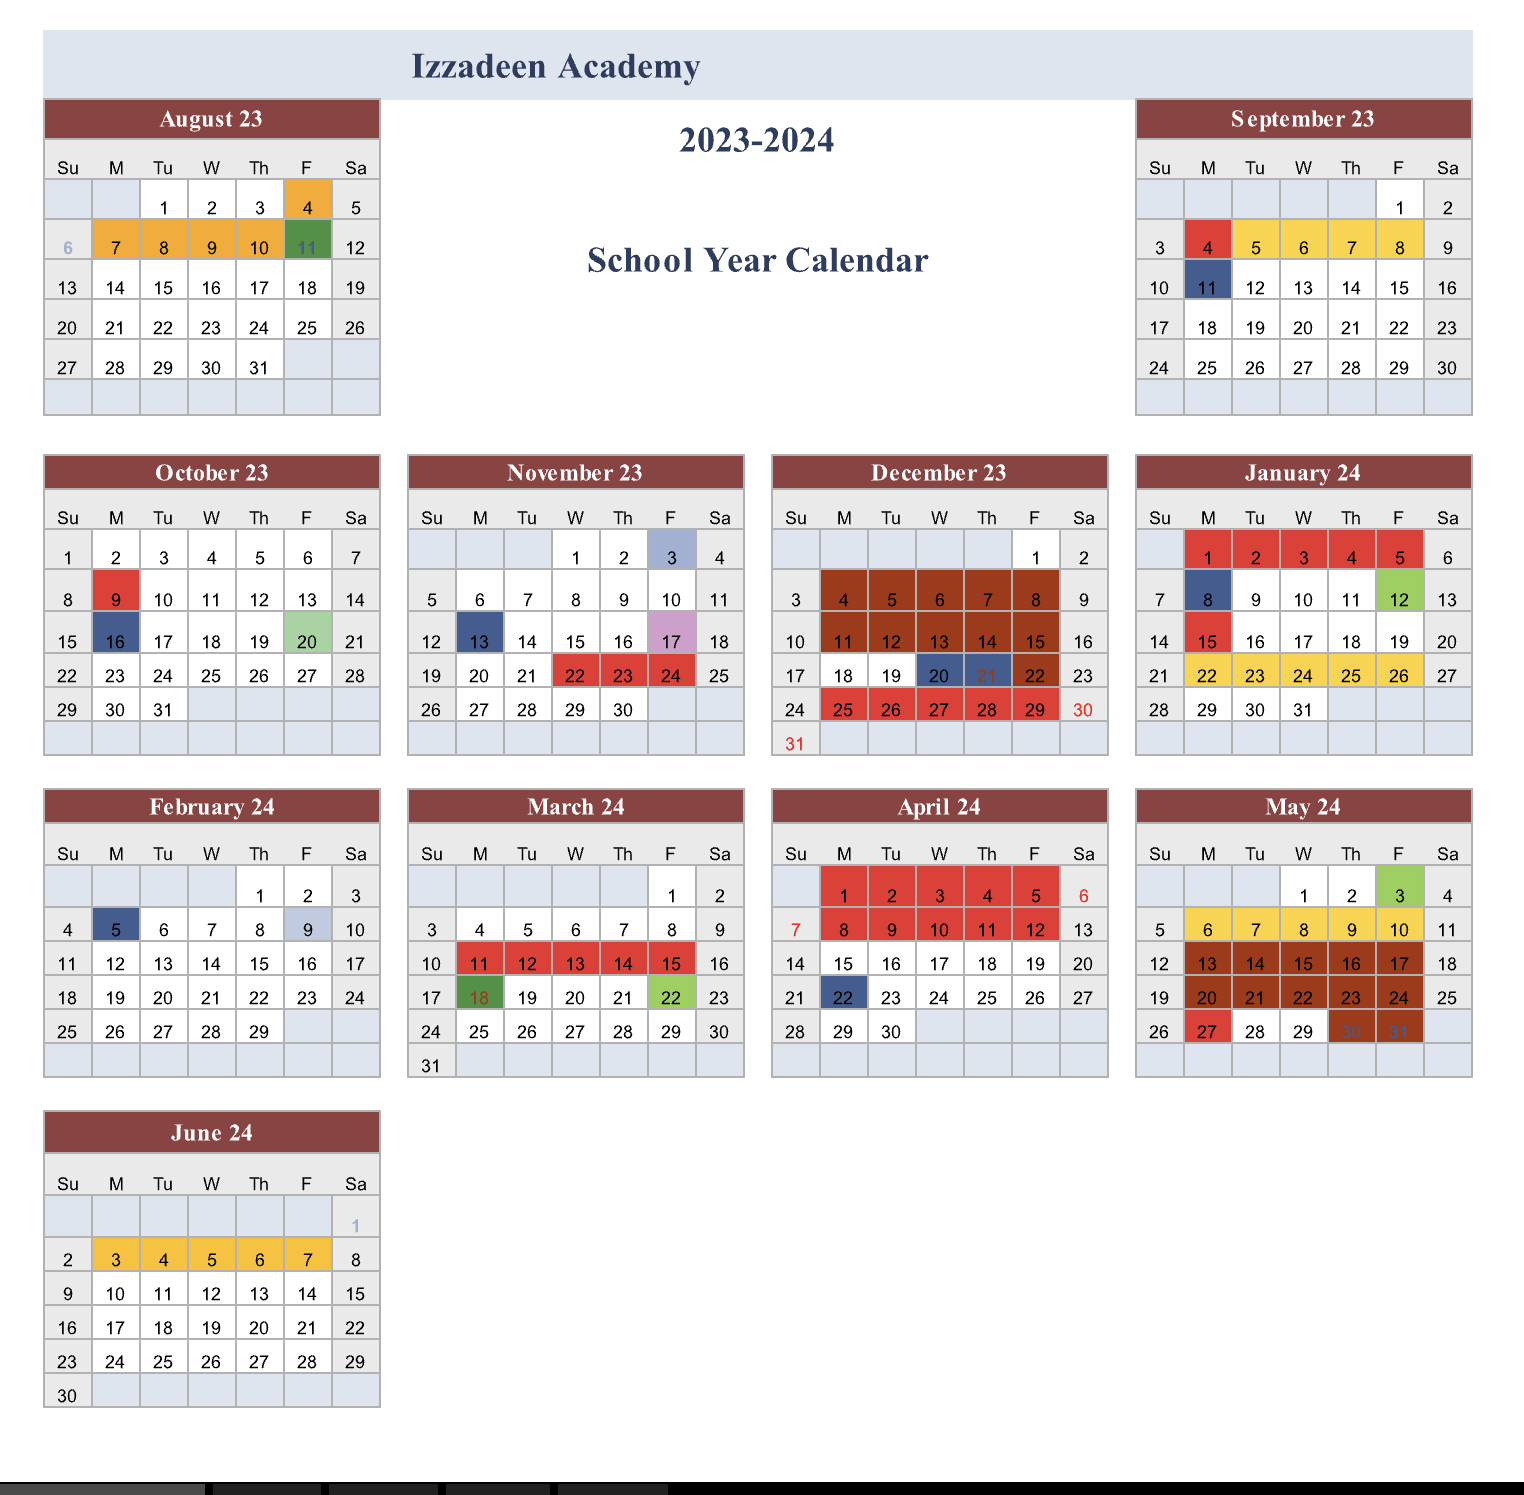 Izzadeen Academy
2023-2024
School Year Calendar
August 23
Su M Tu W Th F Sa
1 2 3 4 5
6 7 8 9 10 11 12
13 14 15 16 17 18 19
20 21 22 23 24 25 26
27 28 29 30 31
September 23
Su M Tu W Th F Sa
1 2
3 4 5 6 7 8 9
10 11 12 13 14 15 16
17 18 19 20 21 22 23
24 25 26 27 28 29 30
October 23
Su M Tu W Th F Sa
1 2 3 4 5 6 7
8 9 10 11 12 13 14
15 16 17 18 19 20 21
22 23 24 25 26 27 28
29 30 31
November 23
Su M Tu W Th F Sa
1 2 3 4
5 6 7 8 9 10 11
12 13 14 15 16 17 18
19 20 21 22 23 24 25
26 27 28 29 30
December 23
Su M Tu W Th F Sa
1 2
3 4 5 6 7 8 9
10 11 12 13 14 15 16
17 18 19 20 21 22 23
24 25 26 27 28 29 30
31
January 24
Su M Tu W Th F Sa
1 2 3 4 5 6
7 8 9 10 11 12 13
14 15 16 17 18 19 20
21 22 23 24 25 26 27
28 29 30 31
February 24
Su M Tu W Th F Sa
1 2 3
4 5 6 7 8 9 10
11 12 13 14 15 16 17
18 19 20 21 22 23 24
25 26 27 28 29
March 24
Su M Tu W Th F Sa
1 2
3 4 5 6 7 8 9
10 11 12 13 14 15 16
17 18 19 20 21 22 23
24 25 26 27 28 29 30
31
April 24
Su M Tu W Th F Sa
1 2 3 4 5 6
7 8 9 10 11 12 13
14 15 16 17 18 19 20
21 22 23 24 25 26 27
28 29 30
May 24
Su M Tu W Th F Sa
1 2 3 4
5 6 7 8 9 10 11
12 13 14 15 16 17 18
19 20 21 22 23 24 25
26 27 28 29 30 31
June 24
Su M Tu W Th F Sa
1
2 3 4 5 6 7 8
9 10 11 12 13 14 15
16 17 18 19 20 21 22
23 24 25 26 27 28 29
30